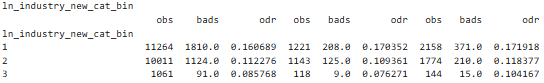 ln_industry_new_cat_bin
obs bads odr obs bads odr obs bads odr
ln_industry_new_cat_bin
1 11264 1810.0 0.160689 1221 208.0 0.170352 2158 371.0 0.171918
2 10011 1124.0 0.112276 1143 125.0 0.109361 1774 210.0 0.118377
3 1061 91.0 0.085768 118 9.0 0.076271 144 15.0 0.104167